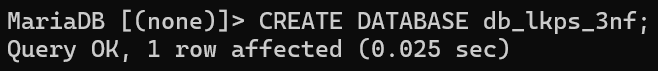 MariaDB [(none)]> CREATE DATABASE db_lkps_3nf;
Query OK, 1 row affected (0.025 sec)